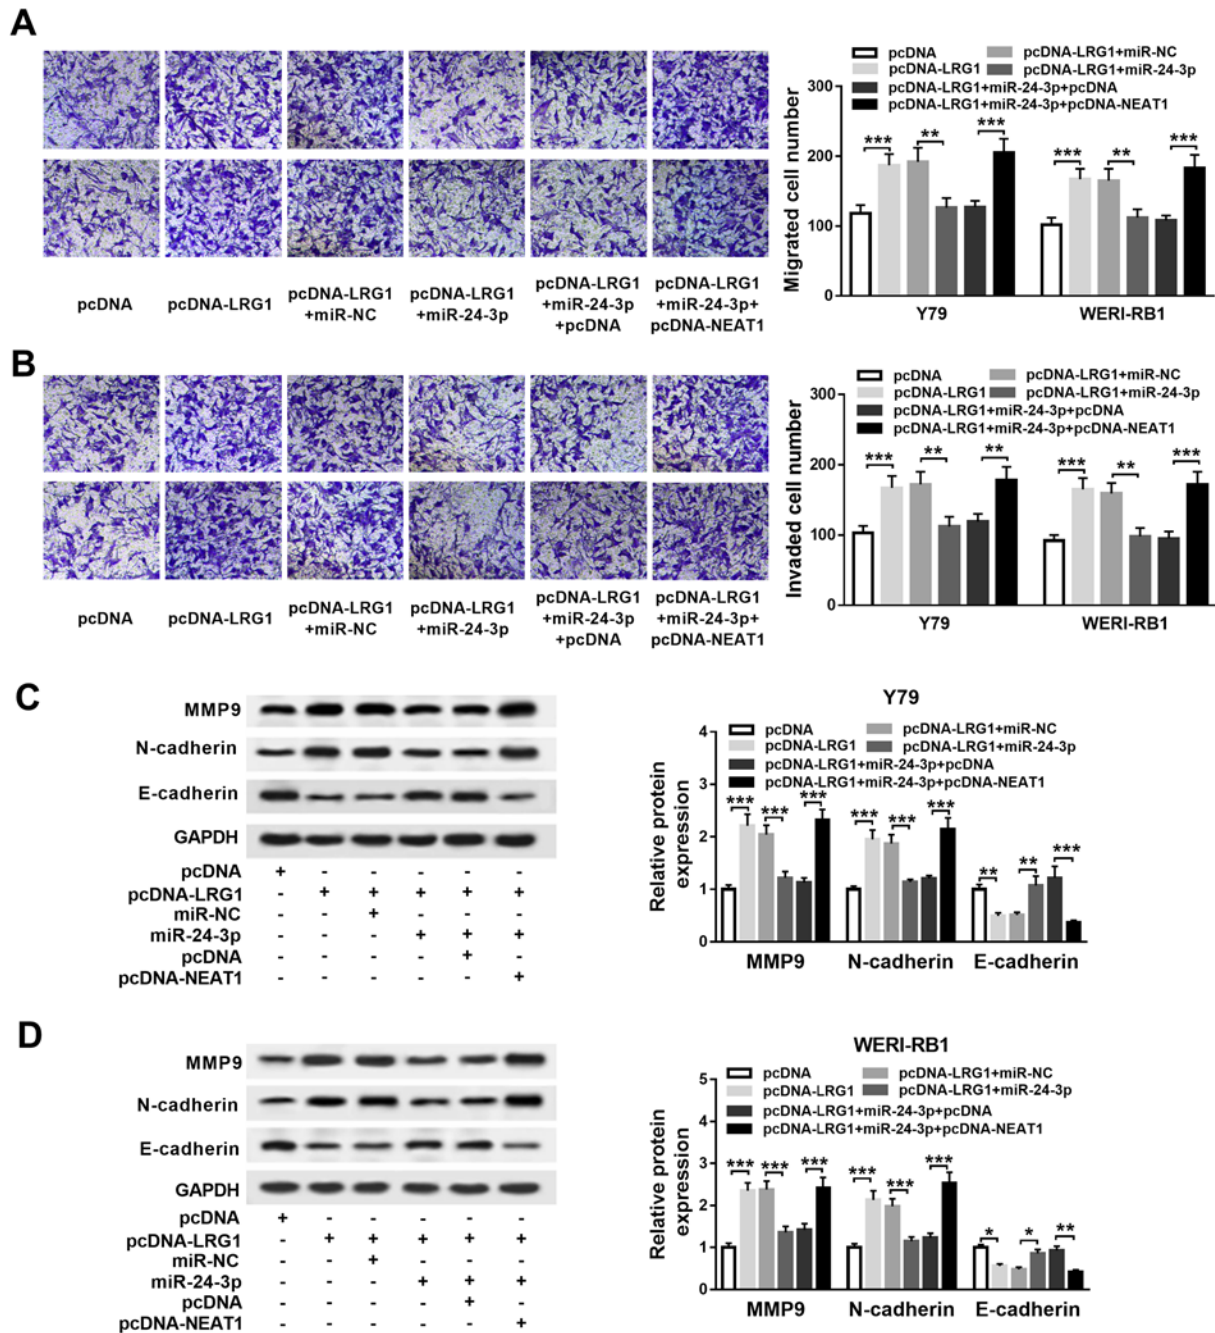 A
pcDNA
pcDNA-LRG1
pcDNA-LRG1
+miR-NC
pcDNA-LRG1
+miR-24-3p
pcDNA-LRG1
+miR-24-3p
+pcDNA
pcDNA-LRG1
+miR-24-3p+
pcDNA-NEAT1
pcDNA pcDNA-LRG1+miR-NC
pcDNA-LRG1 pcDNA-LRG1+miR-24-3p
pcDNA-LRG1+miR-24-3p+pcDNA
pcDNA-LRG1+miR-24-3p+pcDNA-NEAT1
Migrated cell number
300
200
100
0
*** ** *** *** ** ***
Y79 WERI-RB1
B
pcDNA
pcDNA-LRG1
pcDNA-LRG1
+miR-NC
pcDNA-LRG1
+miR-24-3p
pcDNA-LRG1
+miR-24-3p
+pcDNA
pcDNA-LRG1
+miR-24-3p+
pcDNA-NEAT1
pcDNA pcDNA-LRG1+miR-NC
pcDNA-LRG1 pcDNA-LRG1+miR-24-3p
pcDNA-LRG1+miR-24-3p+pcDNA
pcDNA-LRG1+miR-24-3p+pcDNA-NEAT1
Invaded cell number
300
200
100
0
*** ** ** *** ** ***
Y79 WERI-RB1
C
MMP9
N-cadherin
E-cadherin
GAPDH
pcDNA + - - - - -
pcDNA-LRG1 - + + + + +
miR-NC - - + - - -
miR-24-3p - - - + + +
pcDNA - - - - + -
pcDNA-NEAT1 - - - - - +
Y79
pcDNA pcDNA-LRG1+miR-NC
pcDNA-LRG1 pcDNA-LRG1+miR-24-3p
pcDNA-LRG1+miR-24-3p+pcDNA
pcDNA-LRG1+miR-24-3p+pcDNA-NEAT1
Relative protein
expression
4
3
2
1
0
*** *** *** *** *** *** ** ** ***
MMP9 N-cadherin E-cadherin
D
MMP9
N-cadherin
E-cadherin
GAPDH
pcDNA + - - - - -
pcDNA-LRG1 - + + + + +
miR-NC - - + - - -
miR-24-3p - - - + + +
pcDNA - - - - + -
pcDNA-NEAT1 - - - - - +
WERI-RB1
pcDNA pcDNA-LRG1+miR-NC
pcDNA-LRG1 pcDNA-LRG1+miR-24-3p
pcDNA-LRG1+miR-24-3p+pcDNA
pcDNA-LRG1+miR-24-3p+pcDNA-NEAT1
Relative protein
expression
5
4
3
2
1
0
*** *** *** *** *** *** * * **
MMP9 N-cadherin E-cadherin